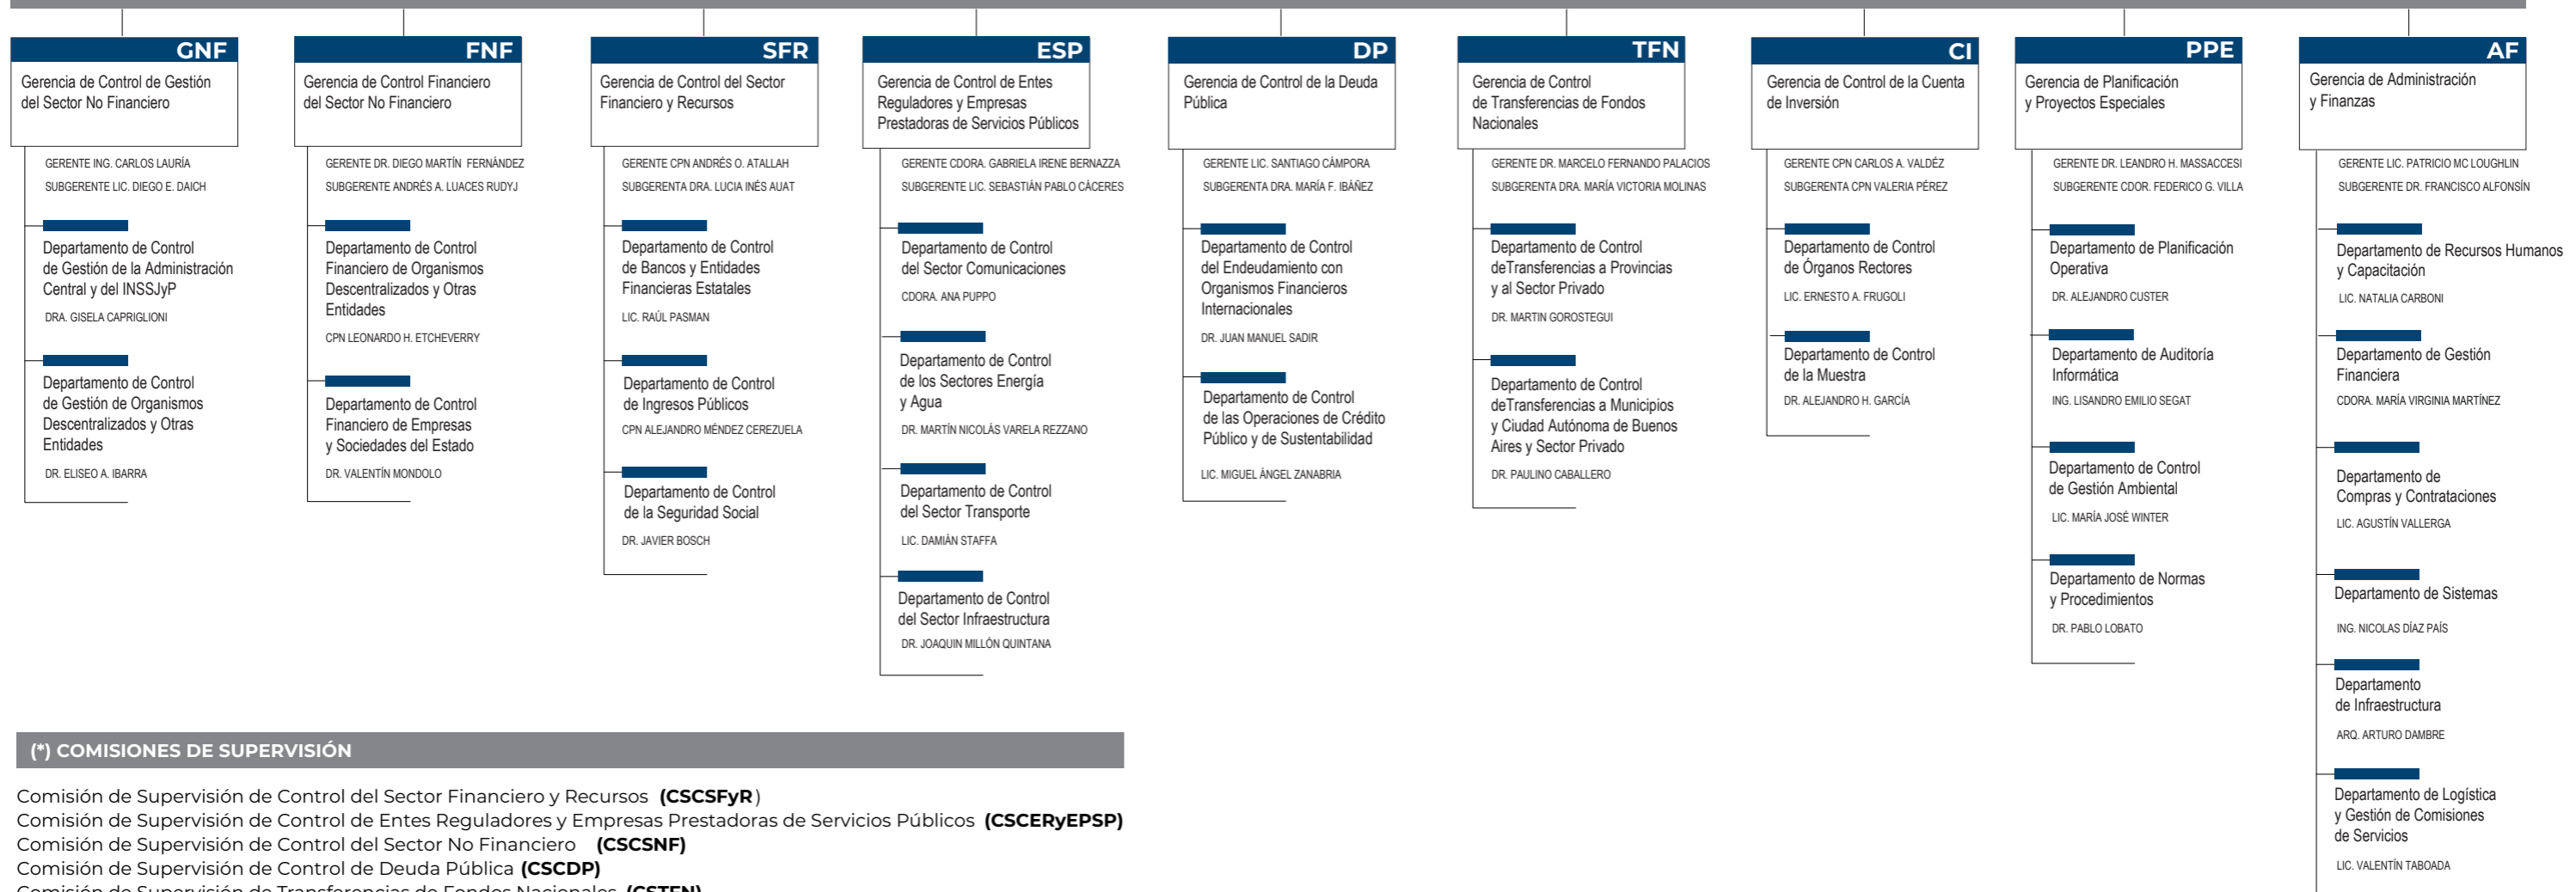 GNF
Gerencia de Control de Gestión
del Sector No Financiero
GERENTE ING. CARLOS LAURÍA
SUBGERENTE LIC. DIEGO E. DAICH
Departamento de Control
de Gestión de la Administración
Central y del INSSJyP
DRA. GISELA CAPRIGLIONI
Departamento de Control
de Gestión de Organismos
Descentralizados y Otras
Entidades
DR. ELISEO A. IBARRA
FNF
Gerencia de Control Financiero
del Sector No Financiero
GERENTE DR. DIEGO MARTÍN FERNÁNDEZ
SUBGERENTE ANDRÉS A. LUACES RUDYJ
Departamento de Control
Financiero de Organismos
Descentralizados y Otras
Entidades
CPN LEONARDO H. ETCHEVERRY
Departamento de Control
Financiero de Empresas
y Sociedades del Estado
DR. VALENTÍN MONDOLO
SFR
Gerencia de Control del Sector
Financiero y Recursos
GERENTE CPN ANDRÉS O. ATALLAH
SUBGERENTA DRA. LUCIA INÉS AUAT
Departamento de Control
de Bancos y Entidades
Financieras Estatales
LIC. RAÚL PASMAN
Departamento de Control
de Ingresos Públicos
CPN ALEJANDRO MÉNDEZ CEREZUELA
Departamento de Control
de la Seguridad Social
DR. JAVIER BOSCH
ESP
Gerencia de Control de Entes
Reguladores y Empresas
Prestadoras de Servicios Públicos
GERENTE CDORA. GABRIELA IRENE BERNAZZA
SUBGERENTE LIC. SEBASTIÁN PABLO CÁCERES
Departamento de Control
del Sector Comunicaciones
CDORA. ANA PUPPO
Departamento de Control
de los Sectores Energía
y Agua
DR. MARTÍN NICOLÁS VARELA REZZANO
Departamento de Control
del Sector Transporte
LIC. DAMIÁN STAFFA
Departamento de Control
del Sector Infraestructura
DR. JOAQUIN MILLÓN QUINTANA
DP
Gerencia de Control de la Deuda
Pública
GERENTE LIC. SANTIAGO CÁMPORA
SUBGERENTA DRA. MARÍA F. IBÁÑEZ
Departamento de Control
del Endeudamiento con
Organismos Financieros
Internacionales
DR. JUAN MANUEL SADIR
Departamento de Control
de las Operaciones de Crédito
Público y de Sustentabilidad
LIC. MIGUEL ÁNGEL ZANABRIA
TFN
Gerencia de Control
de Transferencias de Fondos
Nacionales
GERENTE DR. MARCELO FERNANDO PALACIOS
SUBGERENTA DRA. MARÍA VICTORIA MOLINAS
Departamento de Control
deTransferencias a Provincias
y al Sector Privado
DR. MARTIN GOROSTEGUI
Departamento de Control
deTransferencias a Municipios
y Ciudad Autónoma de Buenos
Aires y Sector Privado
DR. PAULINO CABALLERO
CI
Gerencia de Control de la Cuenta
de Inversión
GERENTE CPN CARLOS A. VALDÉZ
SUBGERENTA CPN VALERIA PÉREZ
Departamento de Control
de Órganos Rectores
LIC. ERNESTO A. FRUGOLI
Departamento de Control
de la Muestra
DR. ALEJANDRO H. GARCÍA
PPE
Gerencia de Planificación
y Proyectos Especiales
GERENTE DR. LEANDRO H. MASSACCESI
SUBGERENTE CDOR. FEDERICO G. VILLA
Departamento de Planificación
Operativa
DR. ALEJANDRO CUSTER
Departamento de Auditoría
Informática
ING. LISANDRO EMILIO SEGAT
Departamento de Control
de Gestión Ambiental
LIC. MARÍA JOSÉ WINTER
Departamento de Normas
y Procedimientos
DR. PABLO LOBATO
AF
Gerencia de Administración
y Finanzas
GERENTE LIC. PATRICIO MC LOUGHLIN
SUBGERENTE DR. FRANCISCO ALFONSÍN
Departamento de Recursos Humanos
y Capacitación
LIC. NATALIA CARBONI
Departamento de Gestión
Financiera
CDORA. MARÍA VIRGINIA MARTÍNEZ
Departamento de
Compras y Contrataciones
LIC. AGUSTÍN VALLERGA
Departamento de Sistemas
ING. NICOLAS DÍAZ PAÍS
Departamento
de Infraestructura
ARQ. ARTURO DAMBRE
Departamento de Logística
y Gestión de Comisiones
de Servicios
LIC. VALENTÍN TABOADA
(*) COMISIONES DE SUPERVISIÓN
Comisión de Supervisión de Control del Sector Financiero y Recursos (CSCSFyR)
Comisión de Supervisión de Control de Entes Reguladores y Empresas Prestadoras de Servicios Públicos (CSCERyEPSP)
Comisión de Supervisión de Control del Sector No Financiero (CSCSNF)
Comisión de Supervisión de Control de Deuda Pública (CSCDP)
Comisión de Supervisión de Transferencias de Fondos Nacionales (CSTFN)